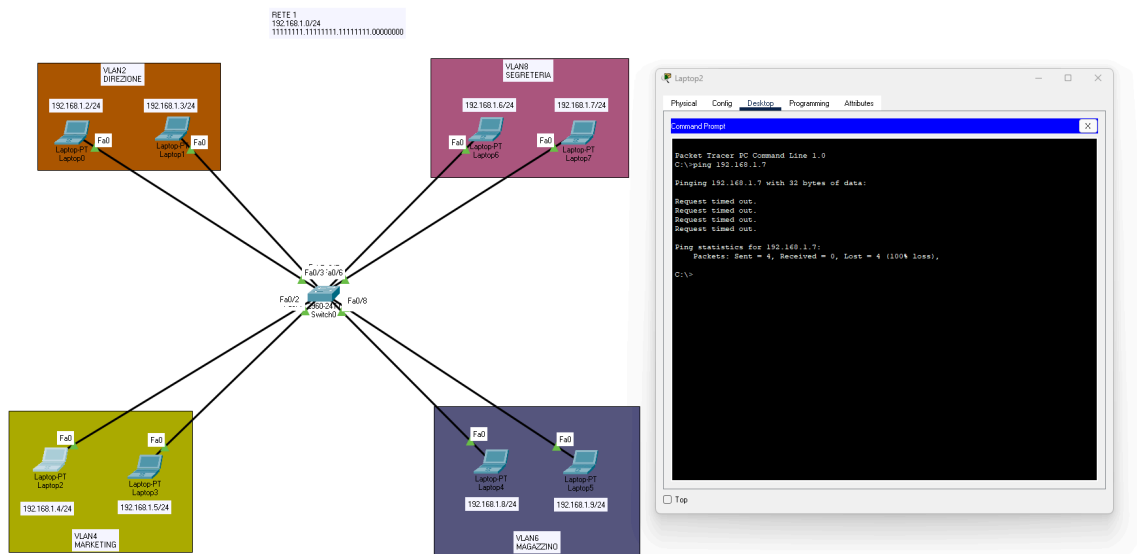 RETE 1
192.168.1.0/24
11111111.11111111.11111111.00000000
VLAN2
DIREZIONE
192.168.1.2/24
192.168.1.3/24
Fa0
Fa0
Laptop-PT
Laptop0
Laptop-PT
Laptop1
VLAN8
SEGRETERIA
192.168.1.6/24
192.168.1.7/24
Fa0
Fa0
Laptop-PT
Laptop6
Laptop-PT
Laptop7
Fa0/3
Fa0/6
Fa0/2
Fa0/8
2960-24TT
Switch0
Fa0
Fa0
Laptop-PT
Laptop2
Laptop-PT
Laptop3
192.168.1.4/24
192.168.1.5/24
VLAN4
MARKETING
Fa0
Fa0
Laptop-PT
Laptop4
Laptop-PT
Laptop5
192.168.1.8/24
192.168.1.9/24
VLAN6
MAGAZZINO
Laptop2
Physical Config Desktop Programming Attributes
Command Prompt
X
Packet Tracer PC Command Line 1.0
C:\>ping 192.168.1.7
Pinging 192.168.1.7 with 32 bytes of data:
Request timed out.
Request timed out.
Request timed out.
Request timed out.
Ping statistics for 192.168.1.7:
Packets: Sent = 4, Received = 0, Lost = 4 (100% loss),
C:\>
Top